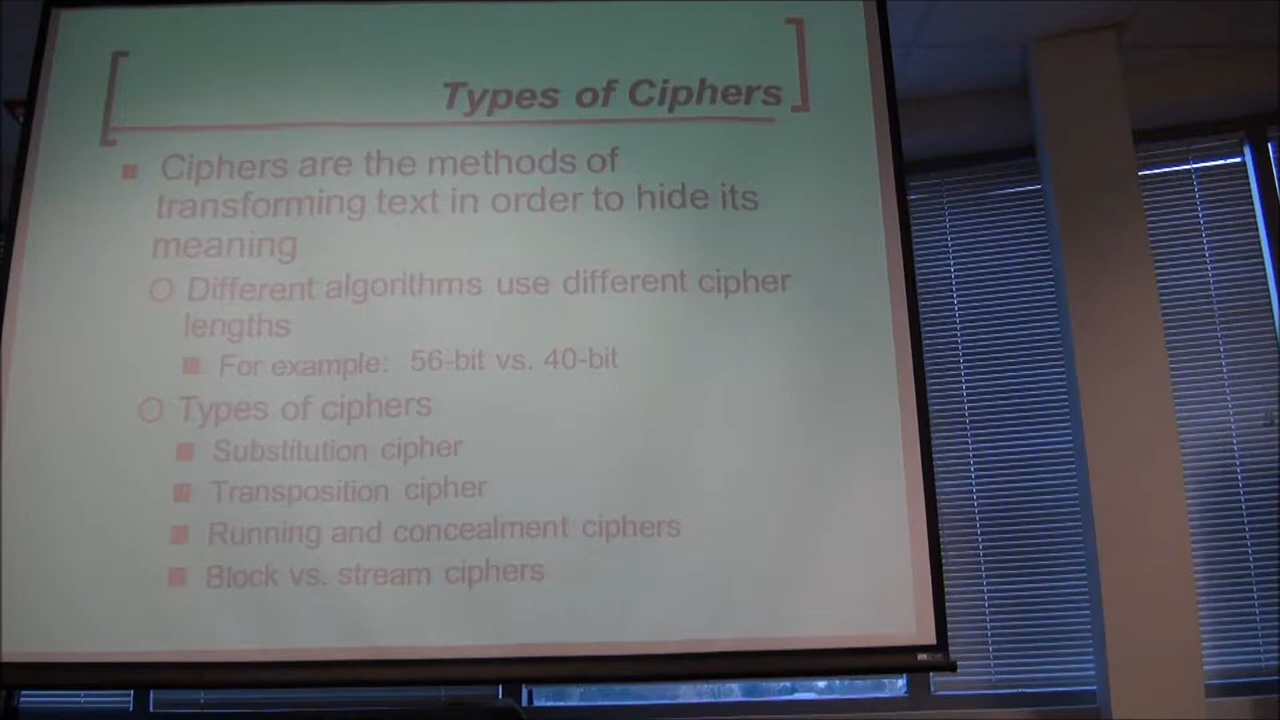 Types of Ciphers
Ciphers are the methods of
transforming text in order to hide its
meaning
Different algorithms use different cipher
lengths
For example: 56-bit vs. 40-bit
Types of ciphers
Substitution cipher
Transposition cipher
Running and concealment ciphers
Block vs. stream ciphers